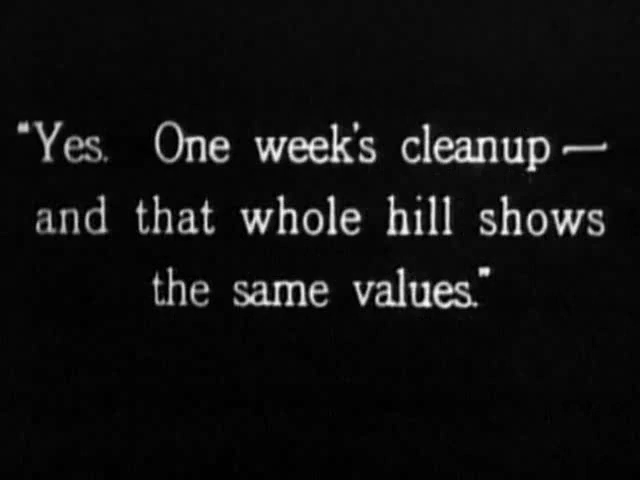 "Yes. One week's cleanup —
and that whole hill shows
the same values."